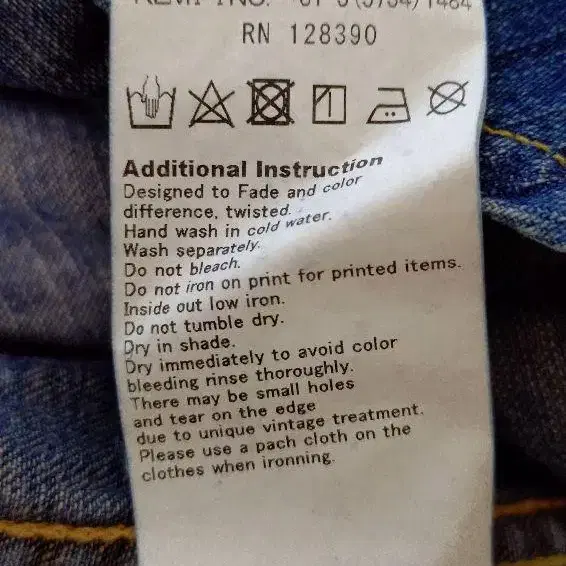 RN 128390
Additional Instruction
Designed to Fade and color
difference, twisted.
Hand wash in cold water.
Wash separately.
Do not bleach.
Do not iron on print for printed items.
Inside out low iron.
Do not tumble dry.
Dry in shade.
Dry immediately to avoid color
bleeding rinse thoroughly.
There may be small holes
and tear on the edge
due to unique vintage treatment.
Please use a pach cloth on the
clothes when ironning.